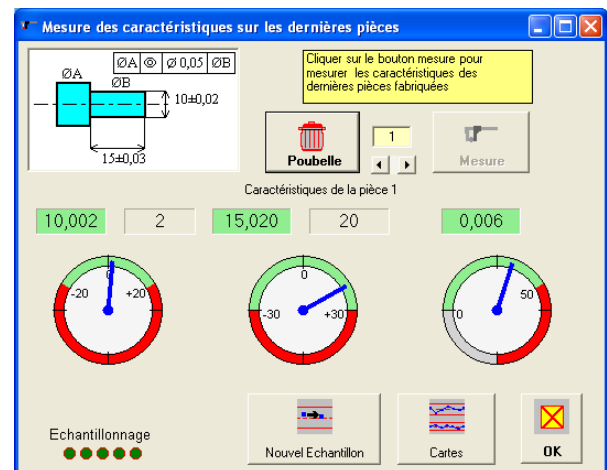 Mesure des caractéristiques sur les dernières pièces
ØA ◎ Ø 0,05 ØB
ØA
ØB
10±0,02
15±0,03
Cliquer sur le bouton mesure pour
mesurer les caractéristiques des
dernières pièces fabriquées
Poubelle
1
Mesure
Caractéristiques de la pièce 1
10,002 2 15,020 20 0,006
0
-20 +20
0
-30 +30
0 50
Echantillonnage
Nouvel Echantillon
Cartes
OK